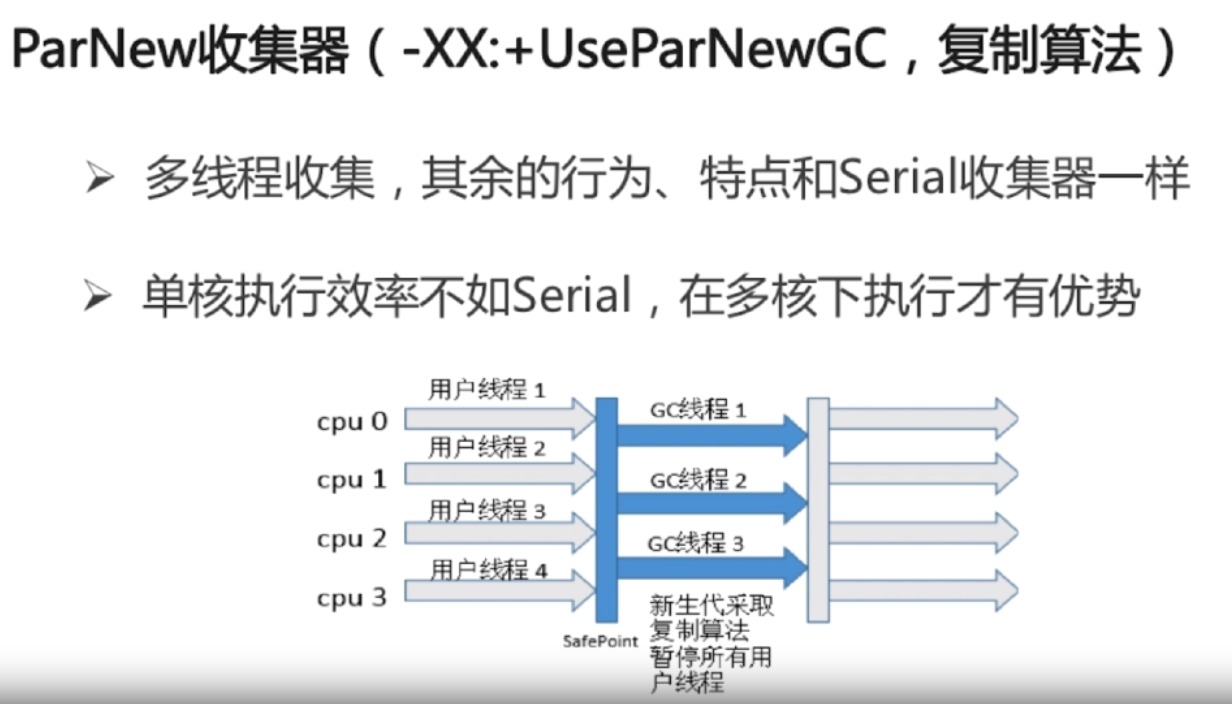 ParNew收集器（-XX:+UseParNewGC，复制算法）
多线程收集，其余的行为、特点和Serial收集器一样
单核执行效率不如Serial，在多核下执行才有优势
用户线程 1
cpu 0
GC线程 1
用户线程 2
cpu 1
GC线程 2
用户线程 3
cpu 2
GC线程 3
用户线程 4
cpu 3
SafePoint
新生代采取
复制算法
暂停所有用
户线程